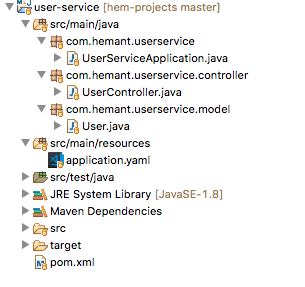 user-service [hem-projects master]
src/main/java
com.hemant.userservice
UserServiceApplication.java
com.hemant.userservice.controller
UserController.java
com.hemant.userservice.model
User.java
src/main/resources
application.yaml
src/test/java
JRE System Library [JavaSE-1.8]
Maven Dependencies
src
target
pom.xml